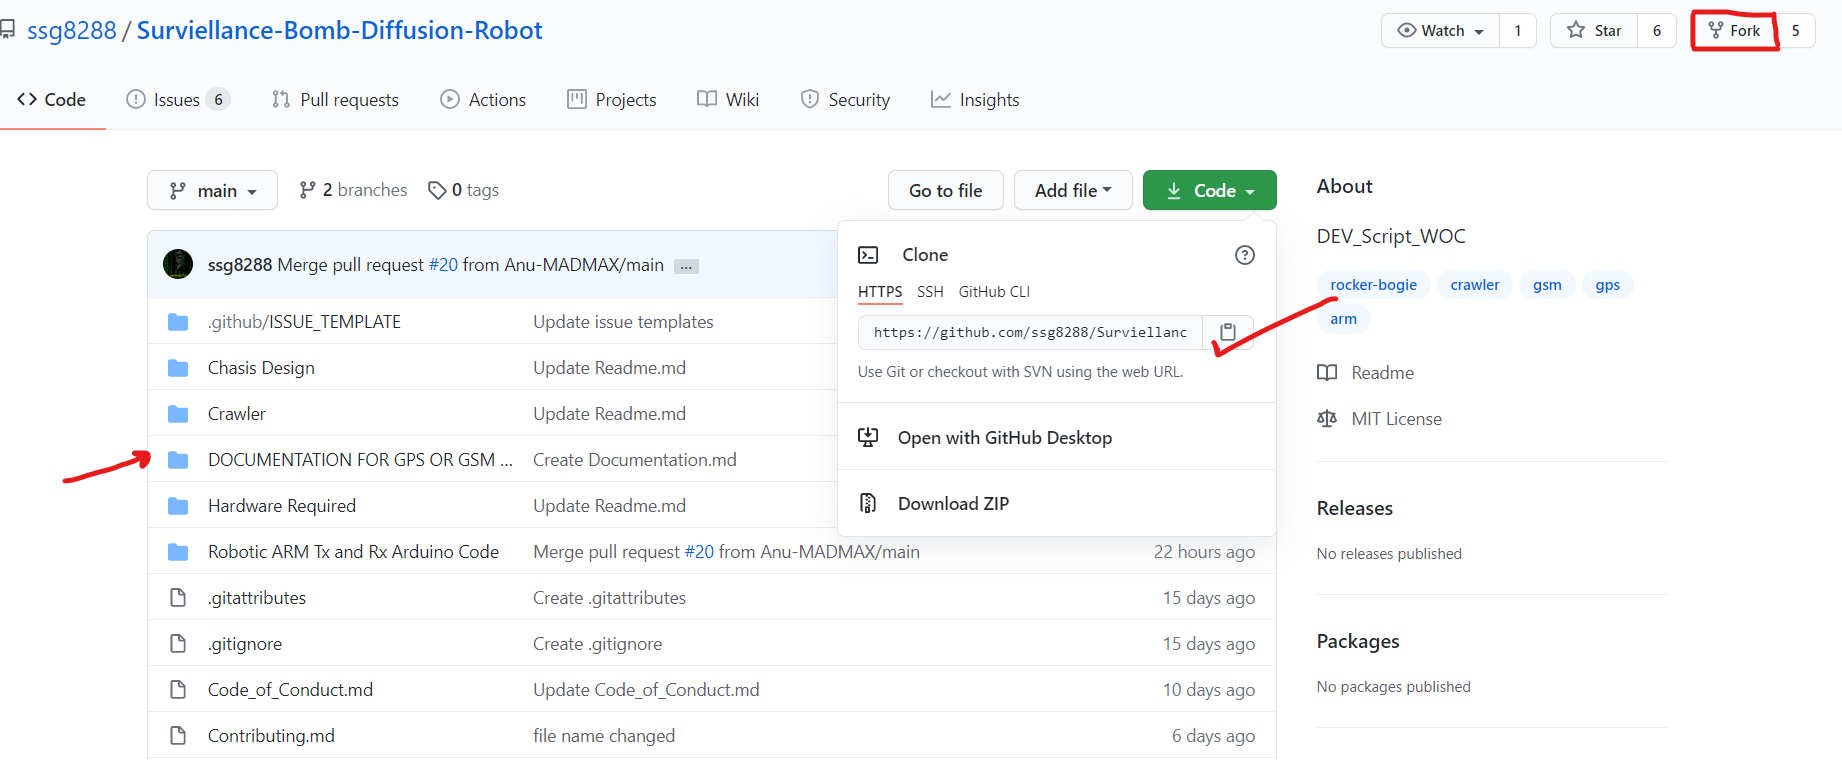 ssg8288 / Surviellance-Bomb-Diffusion-Robot
Watch 1 Star 6 Fork 5
Code Issues 6 Pull requests Actions Projects Wiki Security Insights
main 2 branches 0 tags Go to file Add file Code
ssg8288 Merge pull request #20 from Anu-MADMAX/main ...
.github/ISSUE_TEMPLATE Update issue templates
Chasis Design Update Readme.md
Crawler Update Readme.md
DOCUMENTATION FOR GPS OR GSM ... Create Documentation.md
Hardware Required Update Readme.md
Robotic ARM Tx and Rx Arduino Code Merge pull request #20 from Anu-MADMAX/main 22 hours ago
.gitattributes Create .gitattributes 15 days ago
.gitignore Create .gitignore 15 days ago
Code_of_Conduct.md Update Code_of_Conduct.md 10 days ago
Contributing.md file name changed 6 days ago
Clone
HTTPS SSH GitHub CLI
https://github.com/ssg8288/Surviellanc
Use Git or checkout with SVN using the web URL.
Open with GitHub Desktop
Download ZIP
About
DEV_Script_WOC
rocker-bogie crawler gsm gps
arm
Readme
MIT License
Releases
No releases published
Packages
No packages published